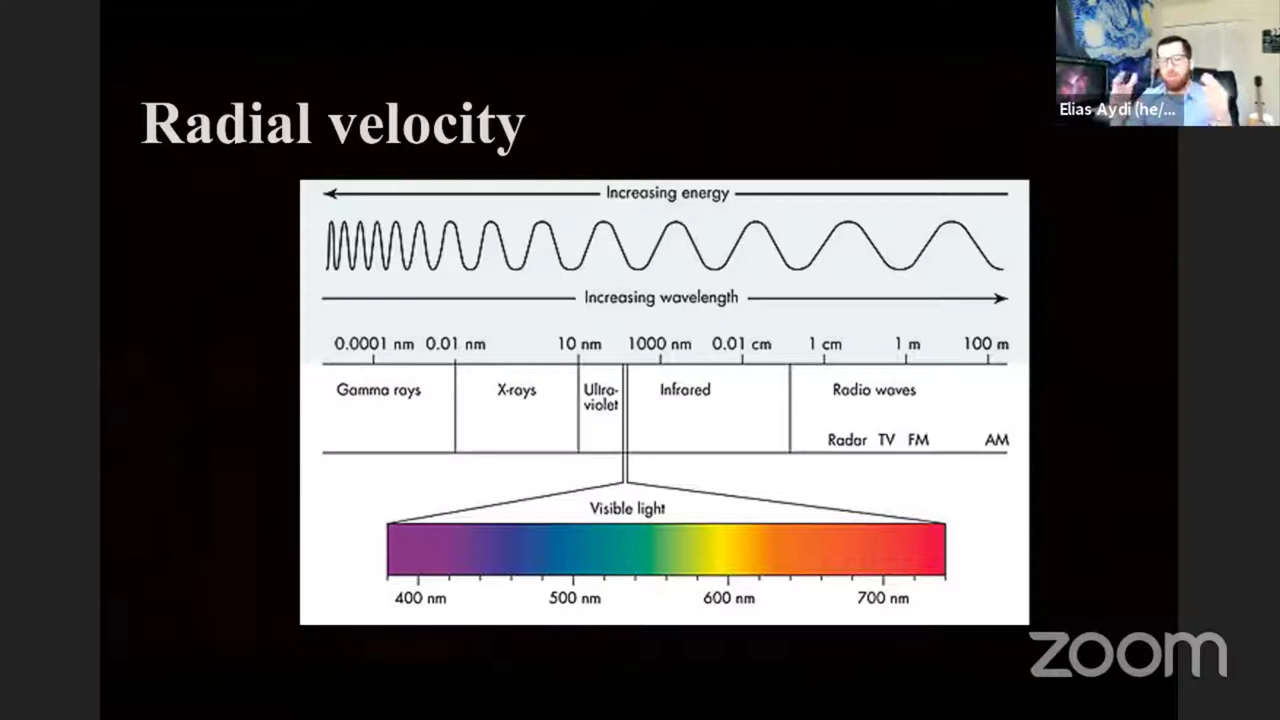 Elias Aydi (he/...
Radial velocity
Increasing energy
Increasing wavelength
0.0001 nm 0.01 nm 10 nm 1000 nm 0.01 cm 1 cm 1 m 100 m
Gamma rays X-rays Ultra-
violet Infrared Radio waves
Radar TV FM AM
Visible light
400 nm 500 nm 600 nm 700 nm
zoom